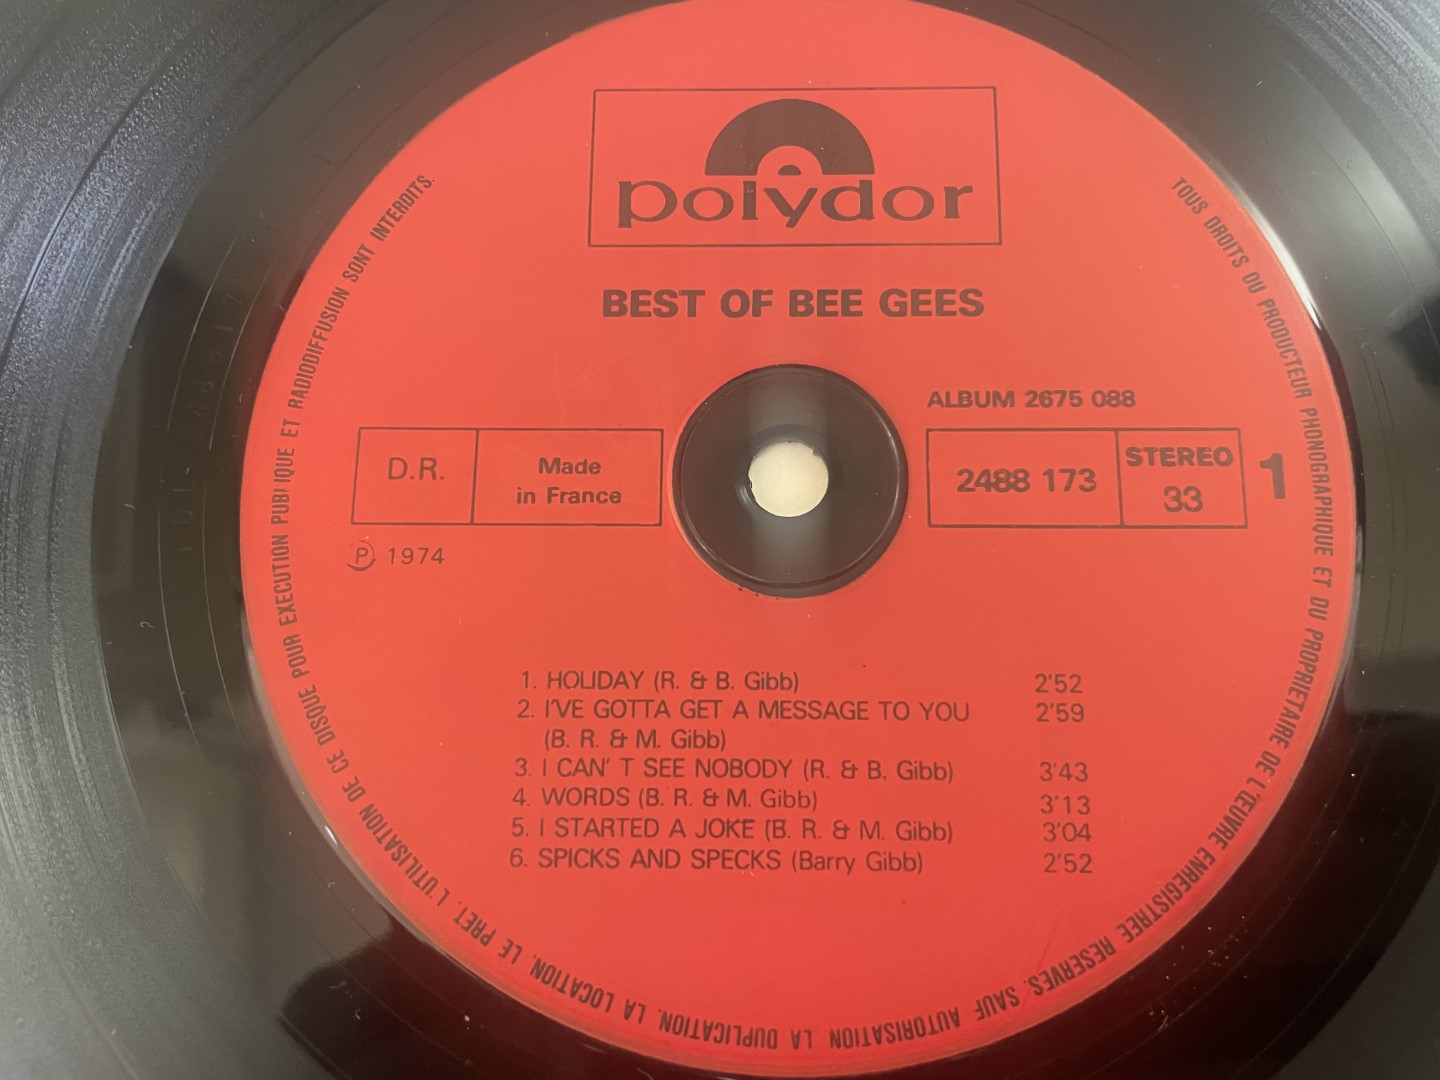 polydor
BEST OF BEE GEES
ALBUM 2675 088
D.R.
Made
in France
2488 173
STEREO
33
1
Ⓟ 1974
1. HOLIDAY (R. & B. Gibb) 2'52
2. I'VE GOTTA GET A MESSAGE TO YOU 2'59
(B. R. & M. Gibb)
3. I CAN' T SEE NOBODY (R. & B. Gibb) 3'43
4. WORDS (B. R. & M. Gibb) 3'13
5. I STARTED A JOKE (B. R. & M. Gibb) 3'04
6. SPICKS AND SPECKS (Barry Gibb) 2'52
TOUS DROITS DU PRODUCTEUR PHONOGRAPHIQUE ET DU PROPRIETAIRE DE L'ŒUVRE ENREGISTREE RESERVES. SAUF AUTORISATION LA DUPLICATION. LA LOCATION. LE PRET. L'UTILISATION DE CE DISQUE POUR EXECUTION PUBLIQUE ET RADIODIFFUSION SONT INTERDITS.